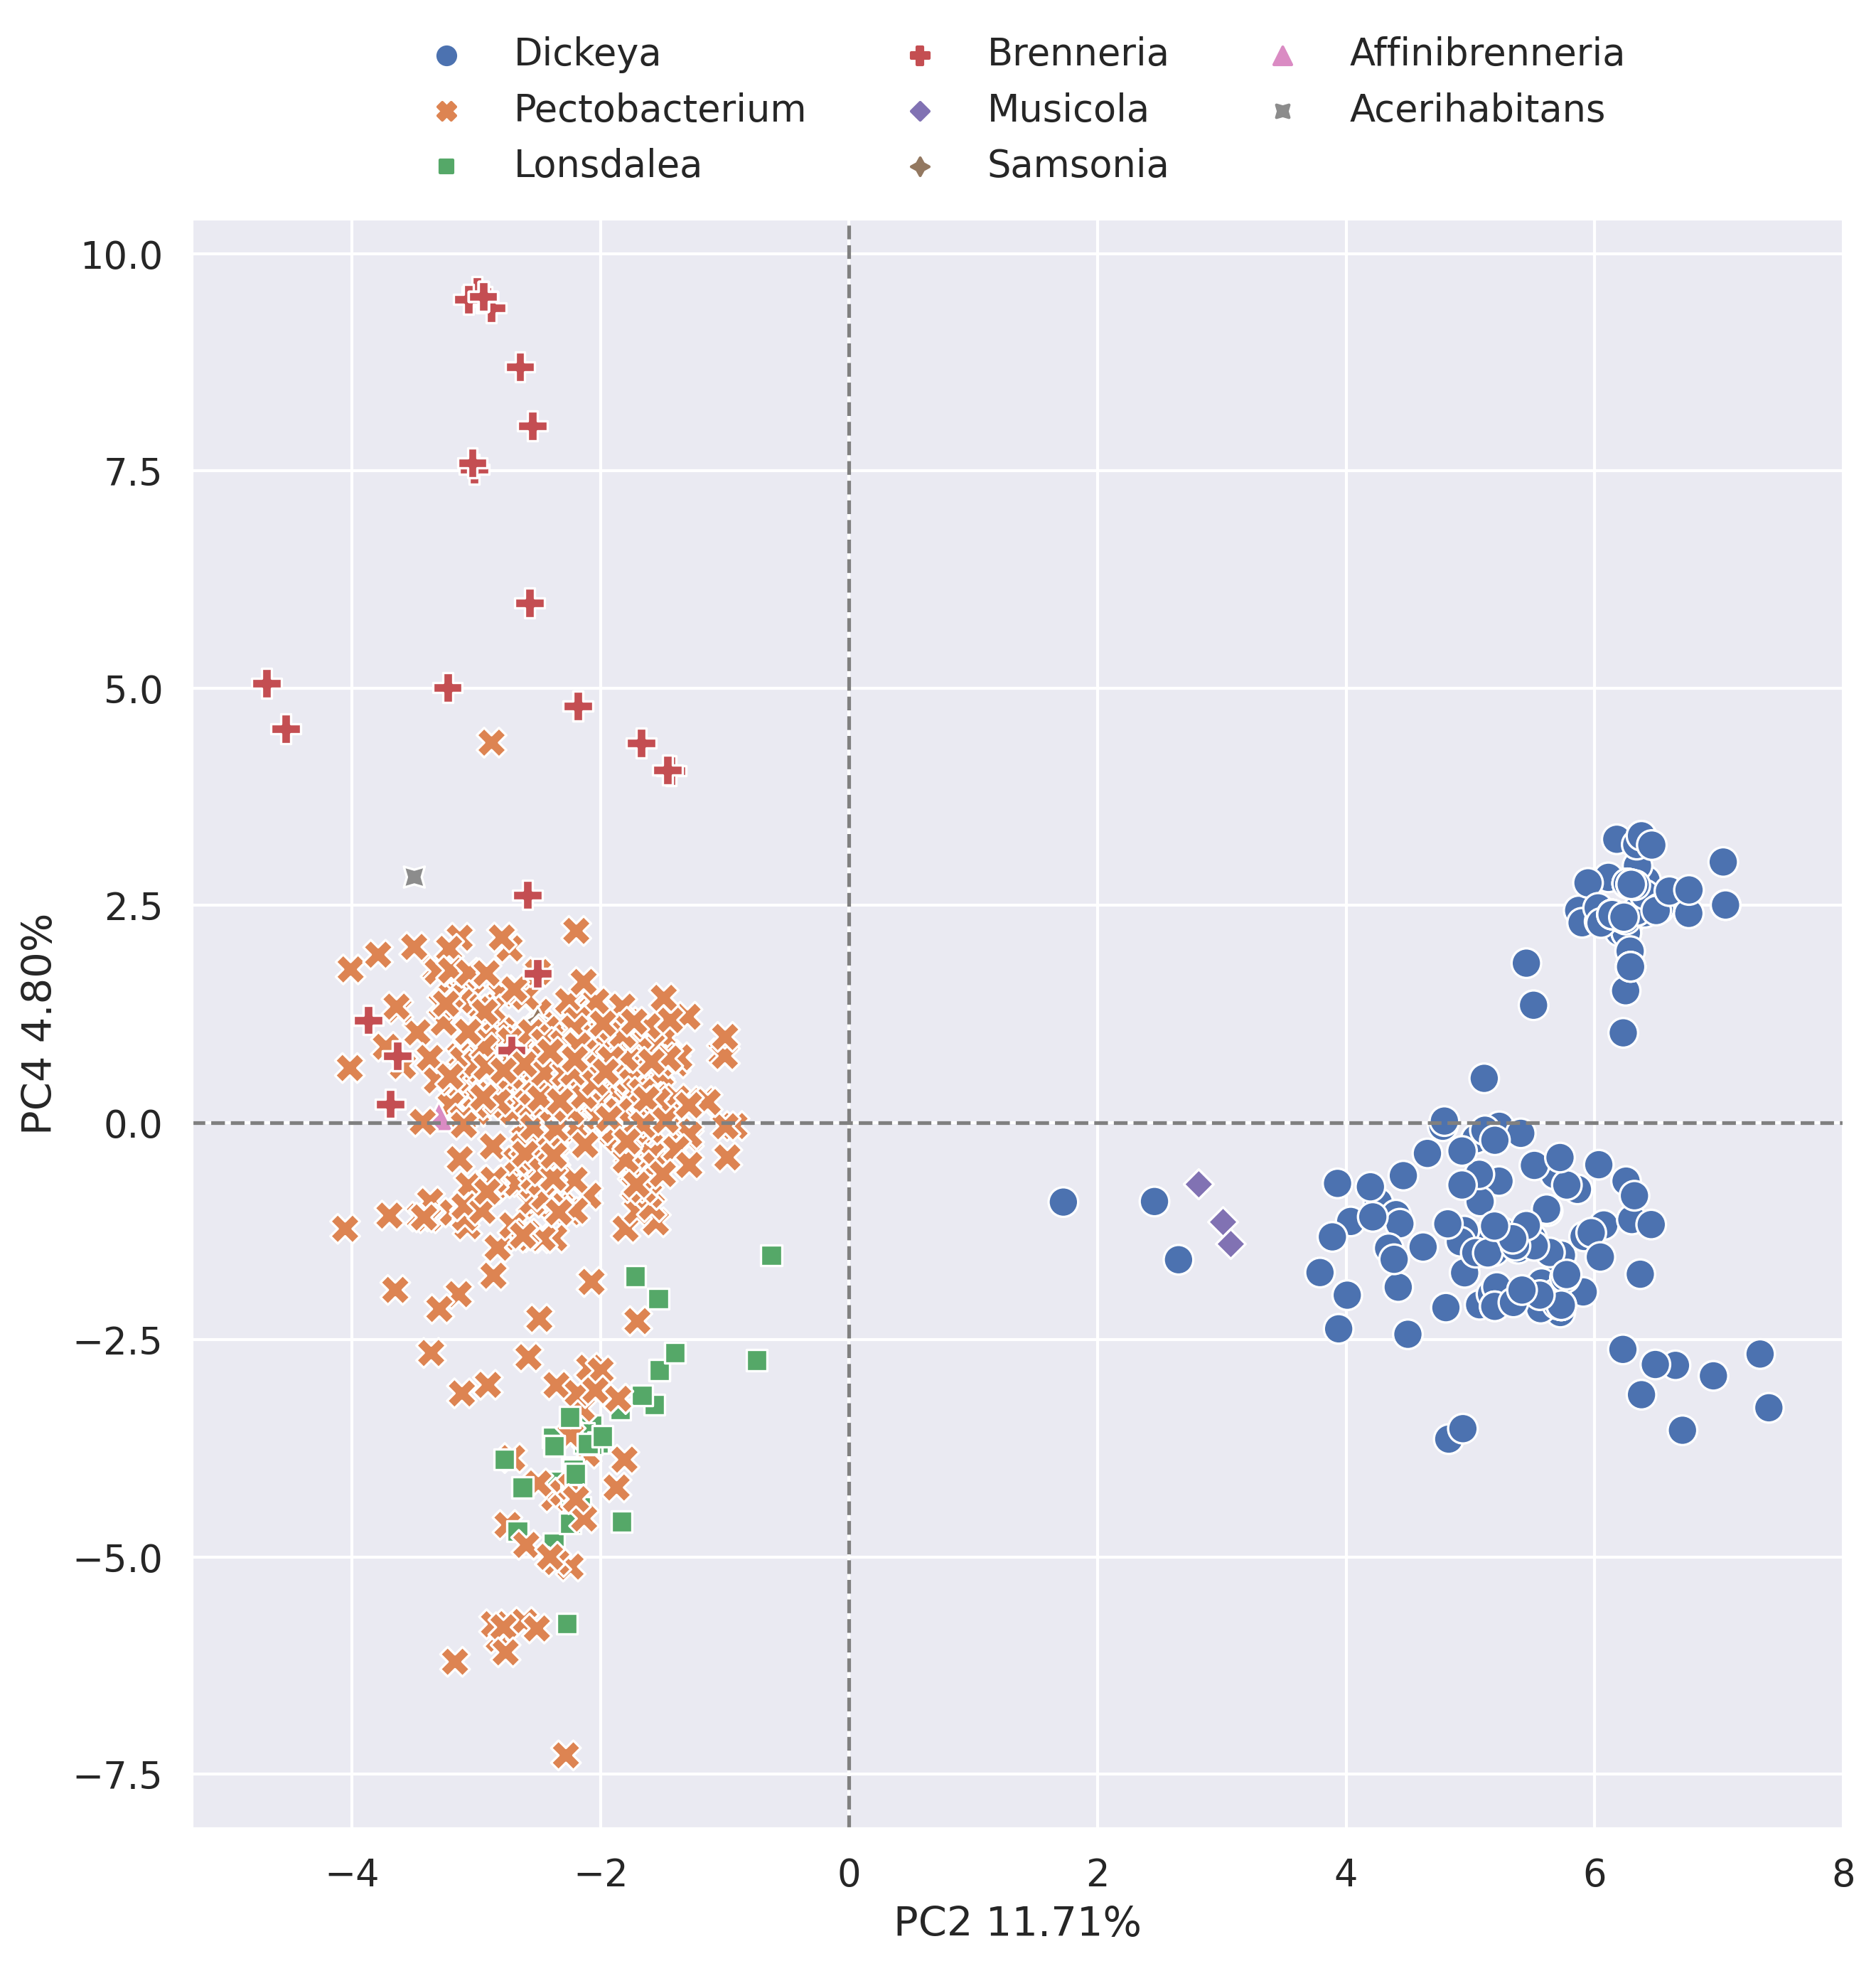 Dickeya
Pectobacterium
Lonsdalea
Brenneria
Musicola
Samsonia
Affinibrenneria
Acerihabitans
10.0
7.5
5.0
2.5
0.0
−2.5
−5.0
−7.5
PC4 4.80%
−4 −2 0 2 4 6 8
PC2 11.71%